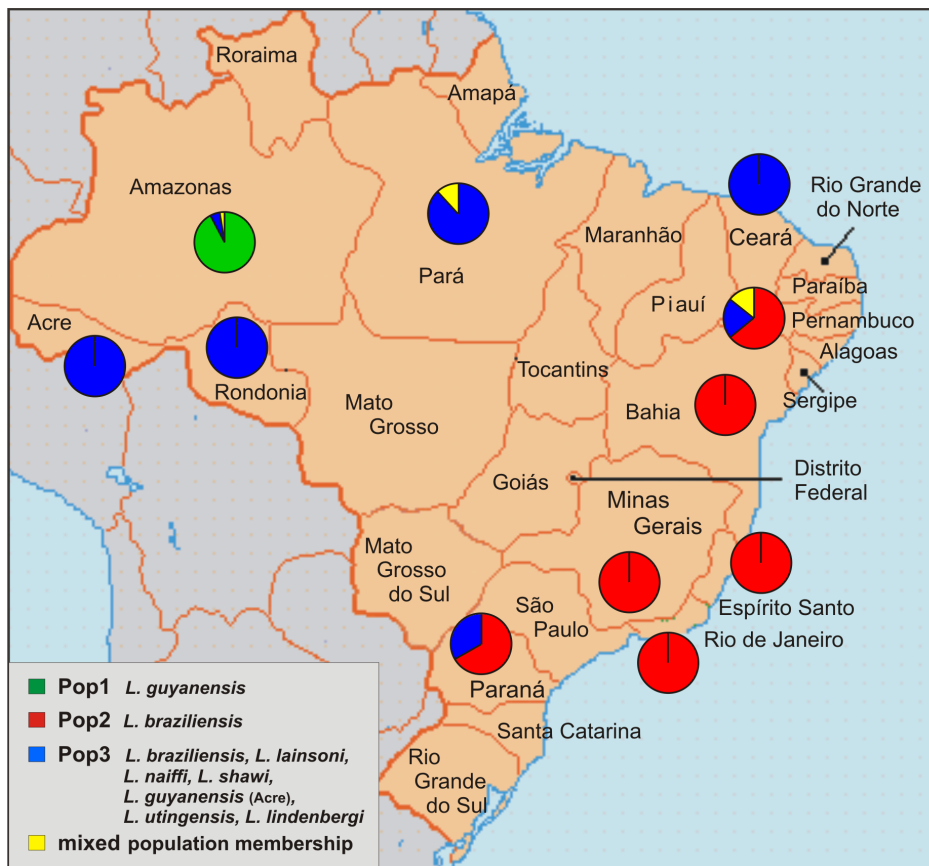 Roraima
Amapá
Amazonas
Rio Grande
do Norte
Maranhão
Ceará
Pará
Paraíba
Piauí
Pernambuco
Acre
Alagoas
Tocantins
Rondonia
Sergipe
Mato
Grosso
Bahia
Goiás
Distrito
Federal
Minas
Gerais
Mato
Grosso
do Sul
São
Paulo
Espírito Santo
Rio de Janeiro
Paraná
Santa Catarina
Rio
Grande
do Sul
Pop1 L. guyanensis
Pop2 L. braziliensis
Pop3 L. braziliensis, L. lainsoni,
L. naiffi, L. shawi,
L. guyanensis (Acre),
L. utingensis, L. lindenbergi
mixed population membership